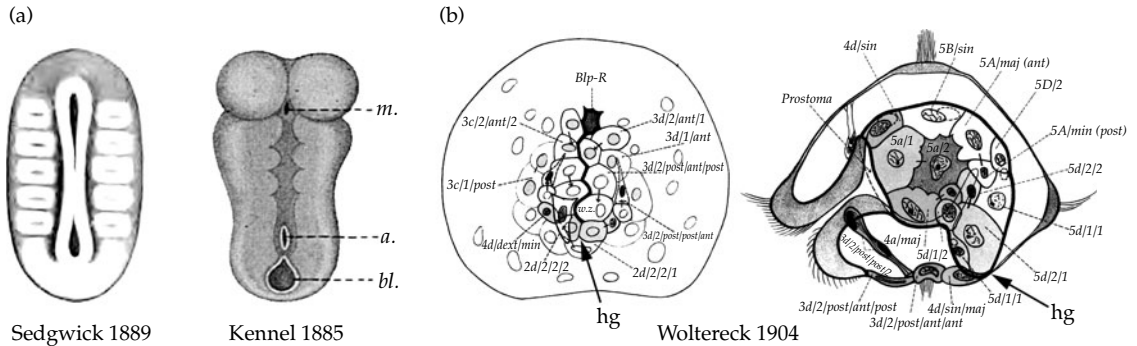 (a)
(b)
m.
a.
bl.
Sedgwick 1889
Kennel 1885
Blp-R
3c/2/ant/2
3d/2/ant/1
3d/1/ant
3d/2/post/ant/post
3c/1/post
w.z.
4d/dext/min
3d/2/post/post/ant
2d/2/2/2
2d/2/2/1
hg
Woltereck 1904
4d/sin
5B/sin
5A/maj (ant)
5D/2
Prostoma
5A/min (post)
5a/1
5a/2
5d/2/2
5d/1/1
4a/maj
5d/1/2
3d/2/post/post/2
5d/2/1
5d/1/1
3d/2/post/ant/post
4d/sin/maj
3d/2/post/ant/ant
hg